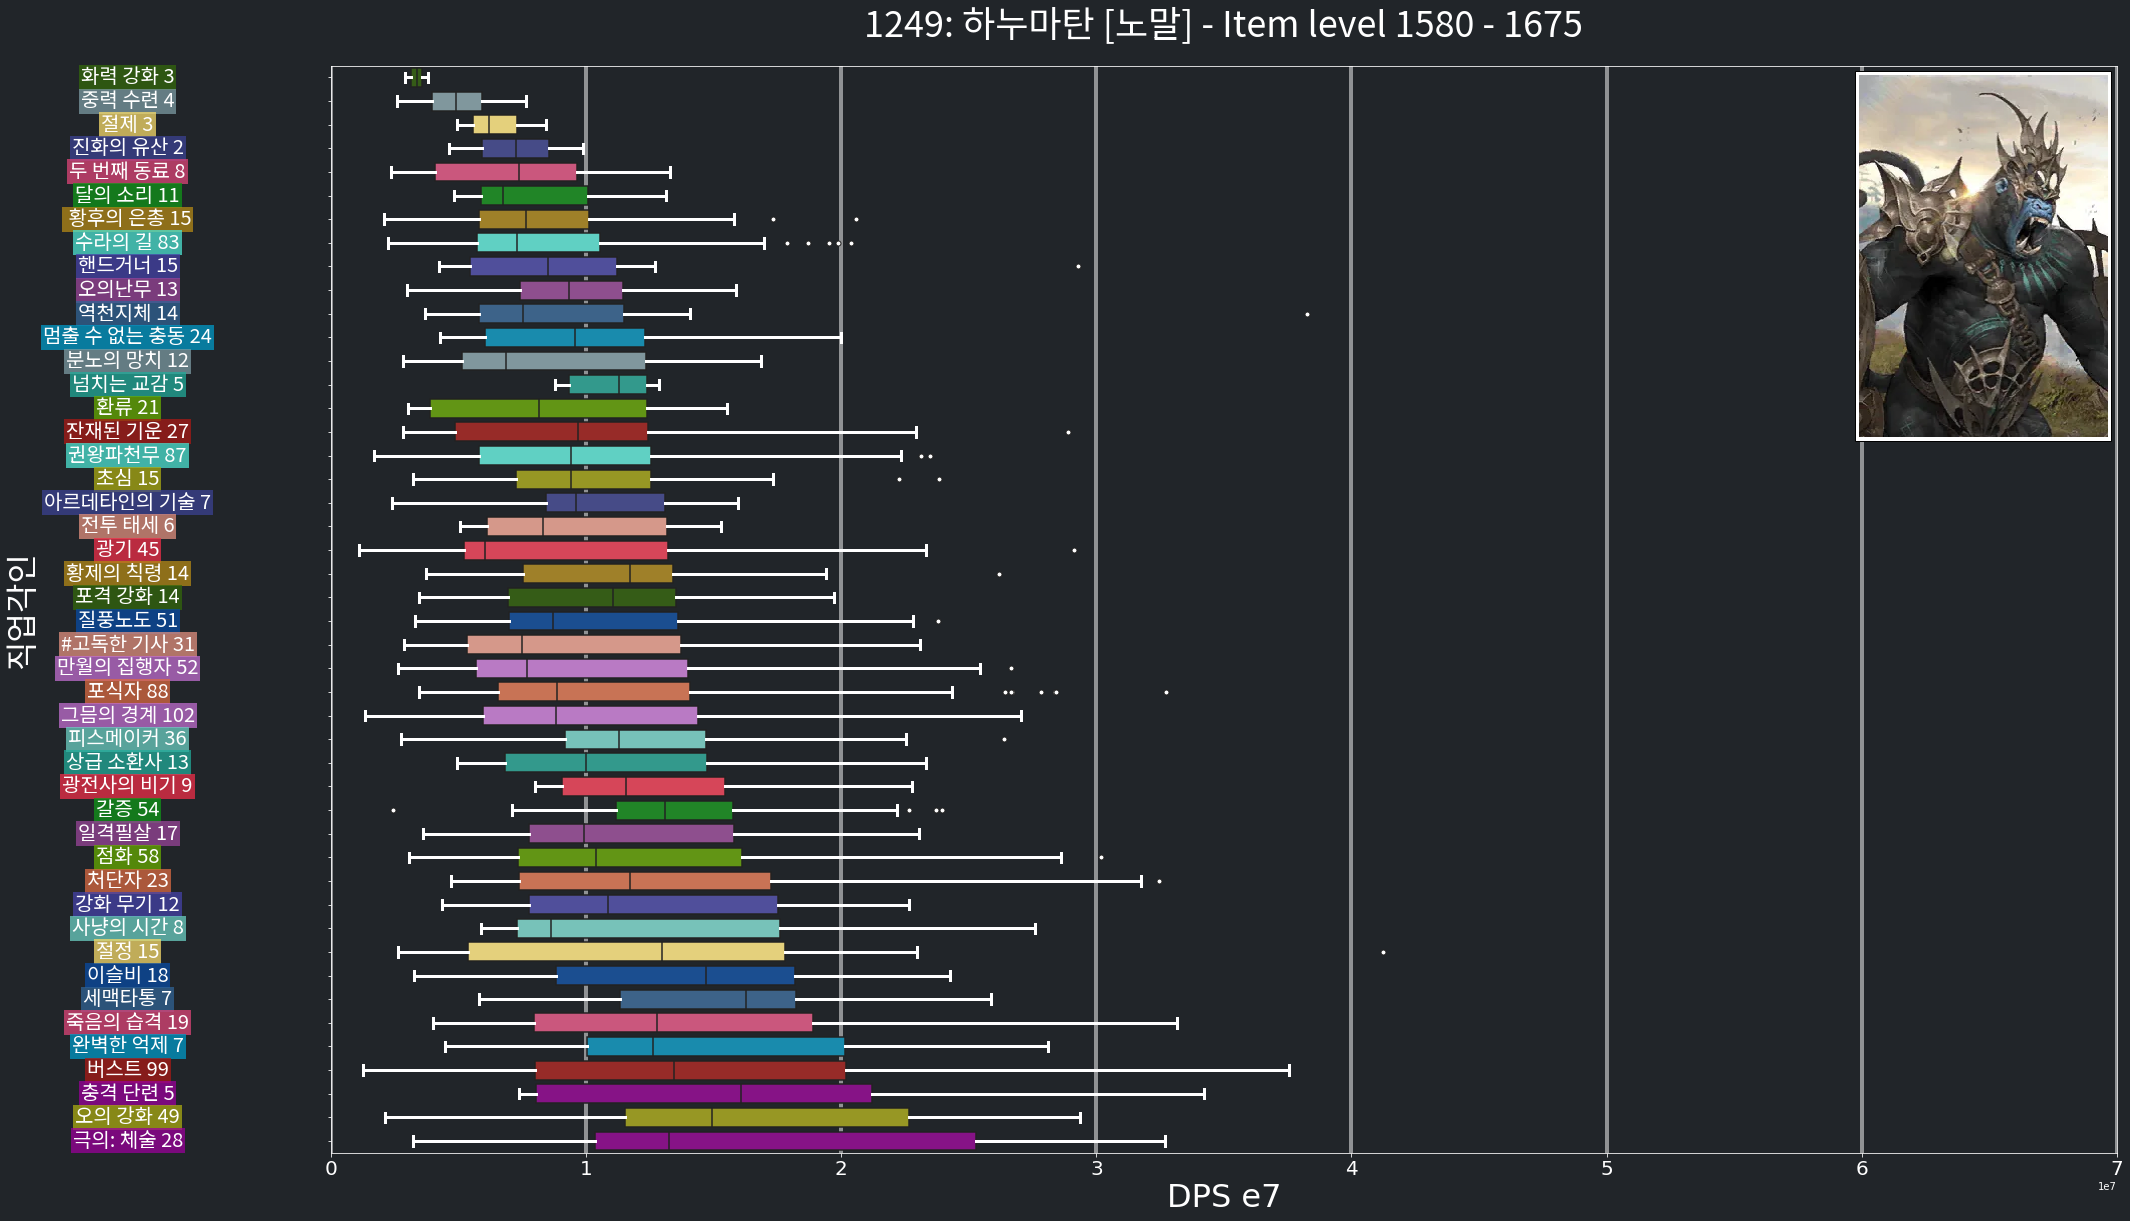 1249: 하누마탄 [노말] - Item level 1580 - 1675
화력 강화 3
중력 수련 4
절제 3
진화의 유산 2
두 번째 동료 8
달의 소리 11
황후의 은총 15
수라의 길 83
핸드거너 15
오의난무 13
역천지체 14
멈출 수 없는 충동 24
분노의 망치 12
넘치는 교감 5
환류 21
잔재된 기운 27
권왕파천무 87
초심 15
아르데타인의 기술 7
전투 태세 6
광기 45
황제의 칙령 14
포격 강화 14
질풍노도 51
#고독한 기사 31
만월의 집행자 52
포식자 88
그믐의 경계 102
피스메이커 36
상급 소환사 13
광전사의 비기 9
갈증 54
일격필살 17
점화 58
처단자 23
강화 무기 12
사냥의 시간 8
절정 15
이슬비 18
세맥타통 7
죽음의 습격 19
완벽한 억제 7
버스트 99
충격 단련 5
오의 강화 49
극의: 체술 28
직업각인
0 1 2 3 4 5 6 7
1e7
DPS e7